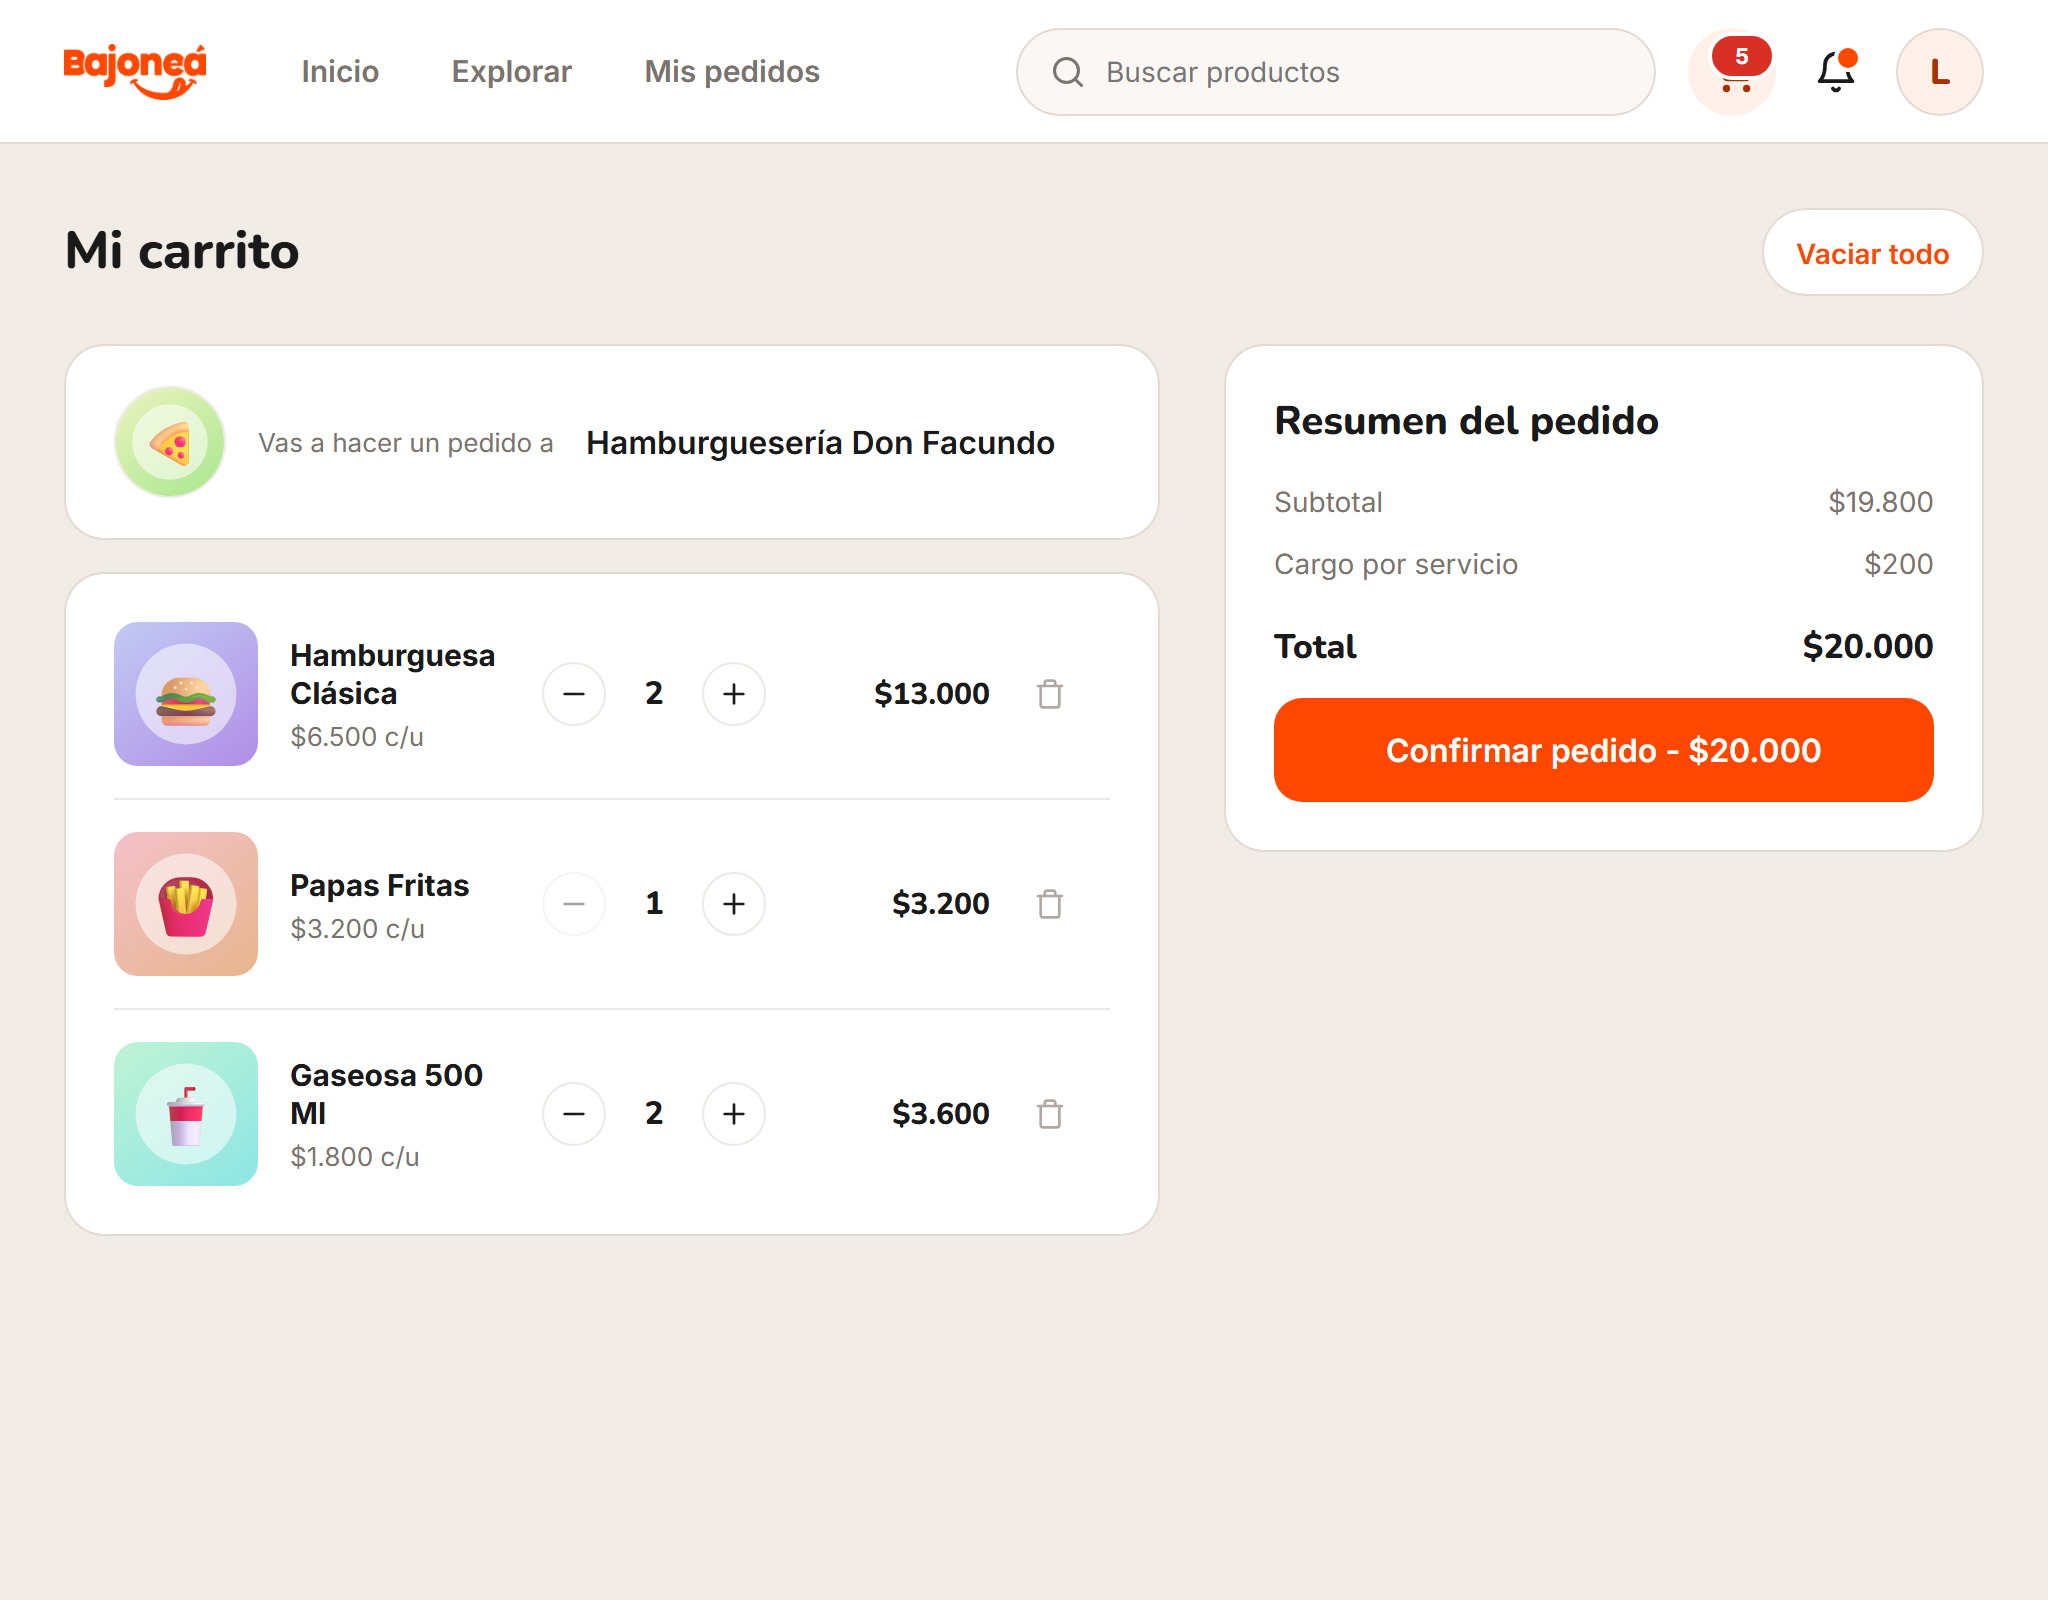 Bajoneá
Inicio
Explorar
Mis pedidos
Buscar productos
5
L
Mi carrito
Vaciar todo
Vas a hacer un pedido a Hamburguesería Don Facundo
Hamburguesa
Clásica
$6.500 c/u
2
$13.000
Papas Fritas
$3.200 c/u
1
$3.200
Gaseosa 500
Ml
$1.800 c/u
2
$3.600
Resumen del pedido
Subtotal
$19.800
Cargo por servicio
$200
Total
$20.000
Confirmar pedido - $20.000